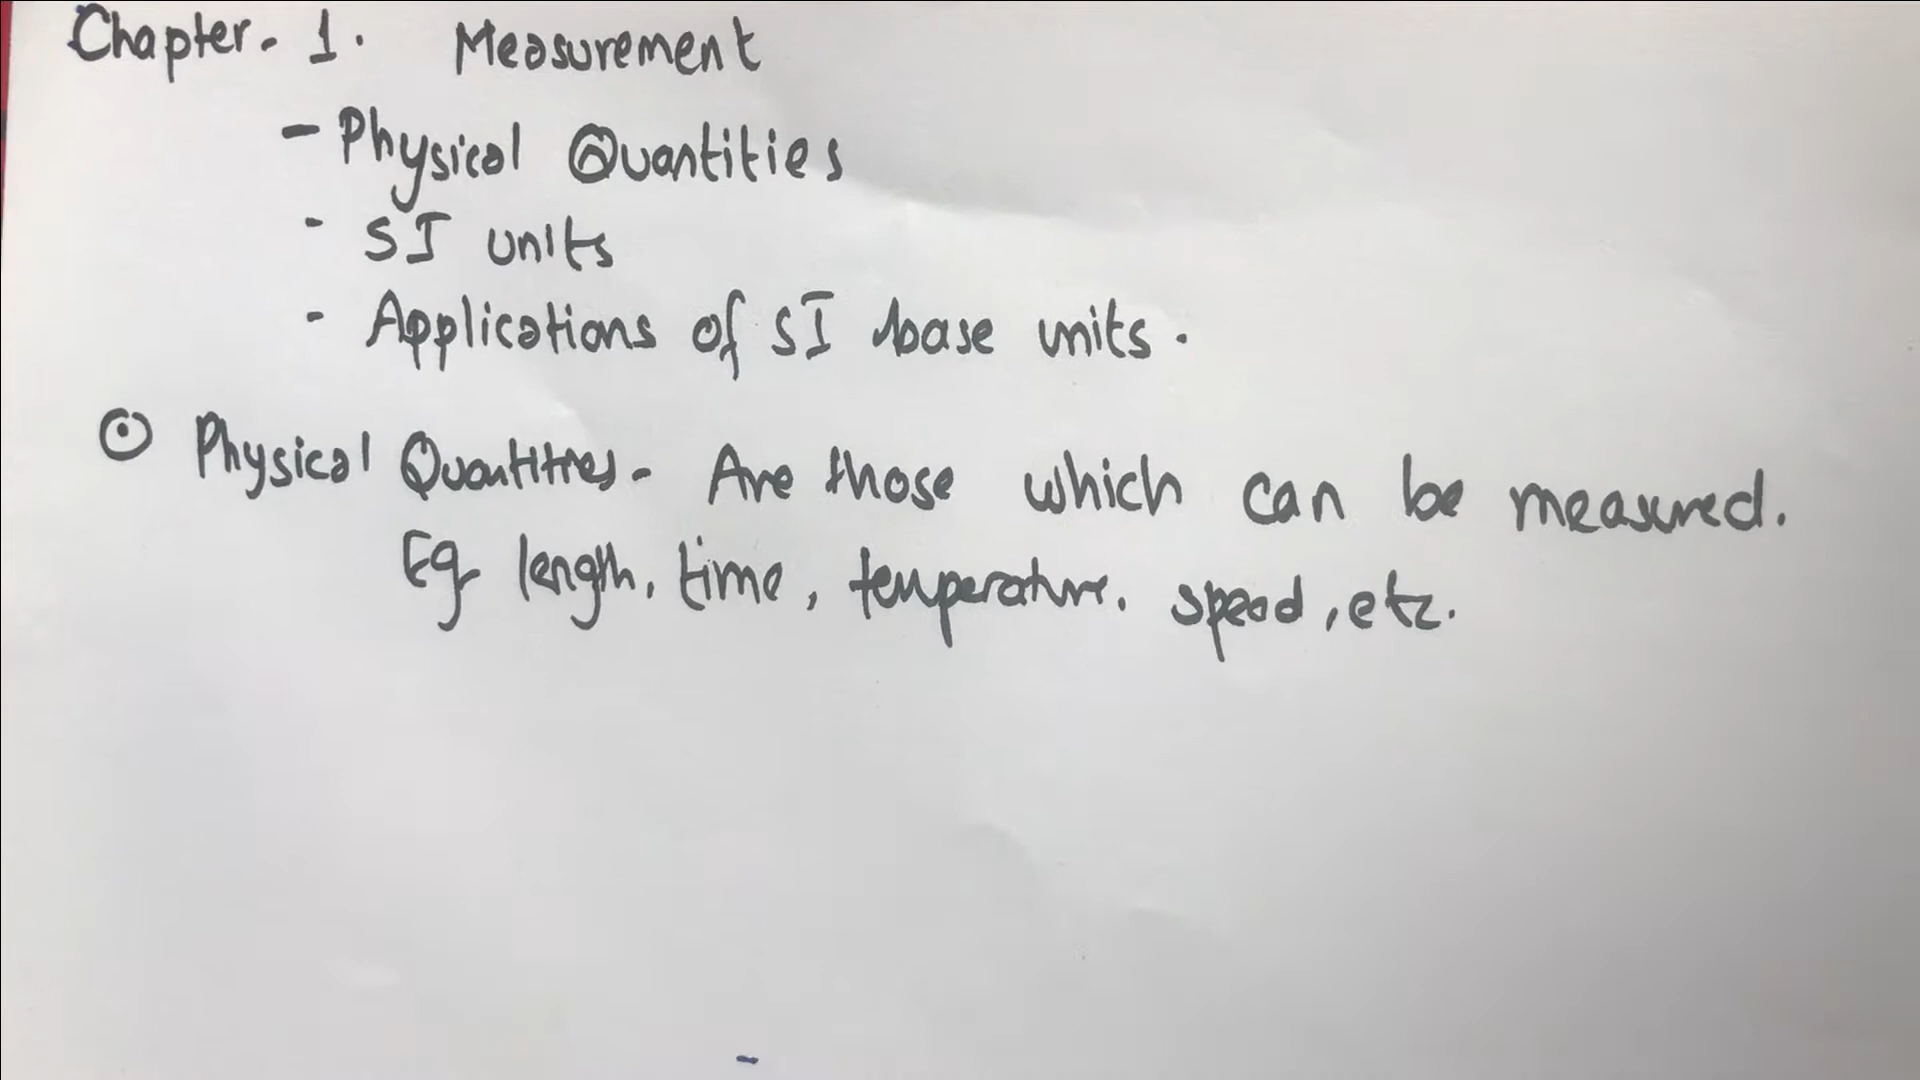 Chapter. 1. Measurement
- Physical Quantities
- SI units
- Applications of SI base units.
⊙ Physical Quantities - Are those which can be measured.
Eg length, time, temperature, speed, etc.